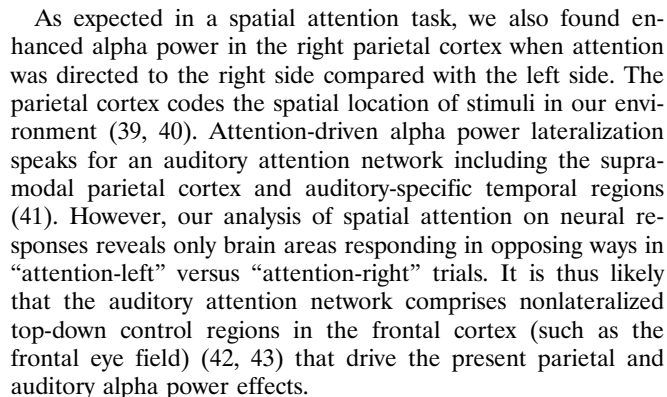 As expected in a spatial attention task, we also found en-
hanced alpha power in the right parietal cortex when attention
was directed to the right side compared with the left side. The
parietal cortex codes the spatial location of stimuli in our envi-
ronment (39, 40). Attention-driven alpha power lateralization
speaks for an auditory attention network including the supra-
modal parietal cortex and auditory-specific temporal regions
(41). However, our analysis of spatial attention on neural re-
sponses reveals only brain areas responding in opposing ways in
“attention-left” versus “attention-right” trials. It is thus likely
that the auditory attention network comprises nonlateralized
top-down control regions in the frontal cortex (such as the
frontal eye field) (42, 43) that drive the present parietal and
auditory alpha power effects.